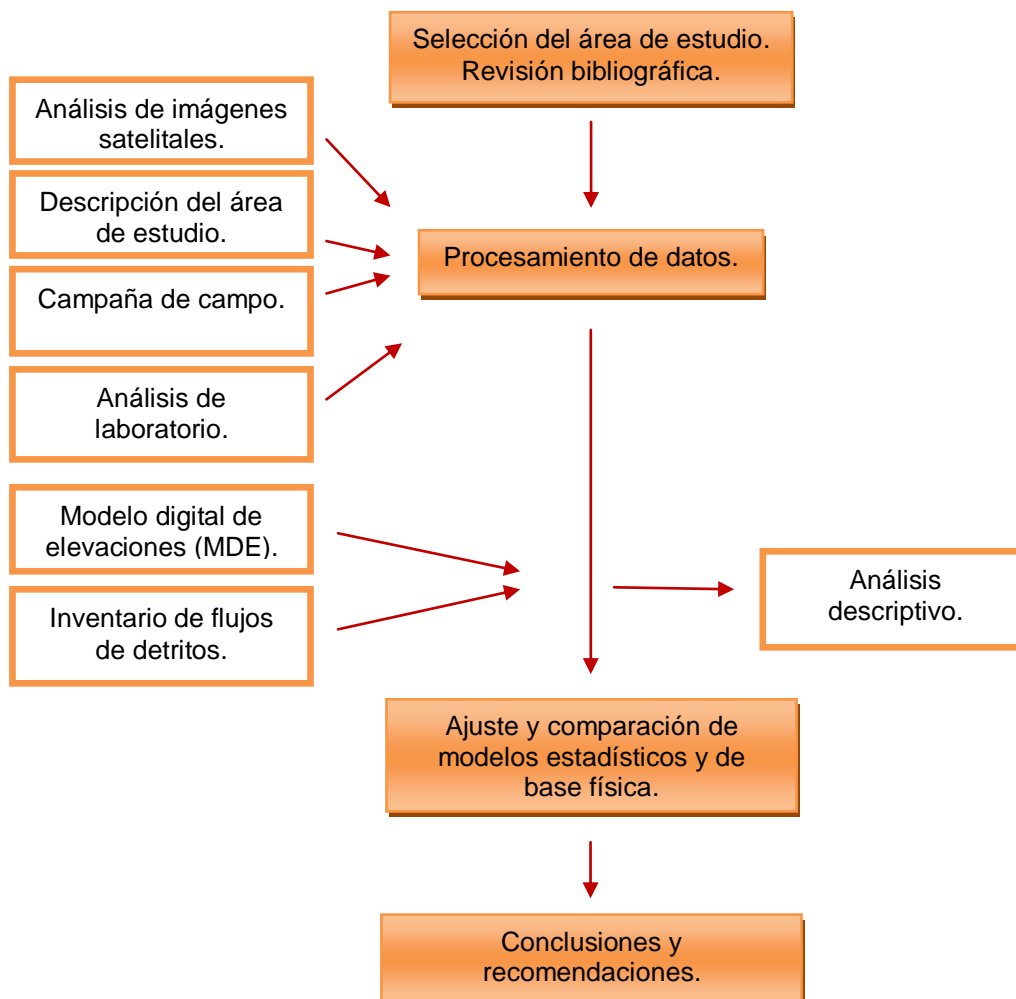 Selección del área de estudio.
Revisión bibliográfica.
Análisis de imágenes
satelitales.
Descripción del área
de estudio.
Campaña de campo.
Análisis de
laboratorio.
Procesamiento de datos.
Modelo digital de
elevaciones (MDE).
Inventario de flujos
de detritos.
Análisis
descriptivo.
Ajuste y comparación de
modelos estadísticos y de
base física.
Conclusiones y
recomendaciones.